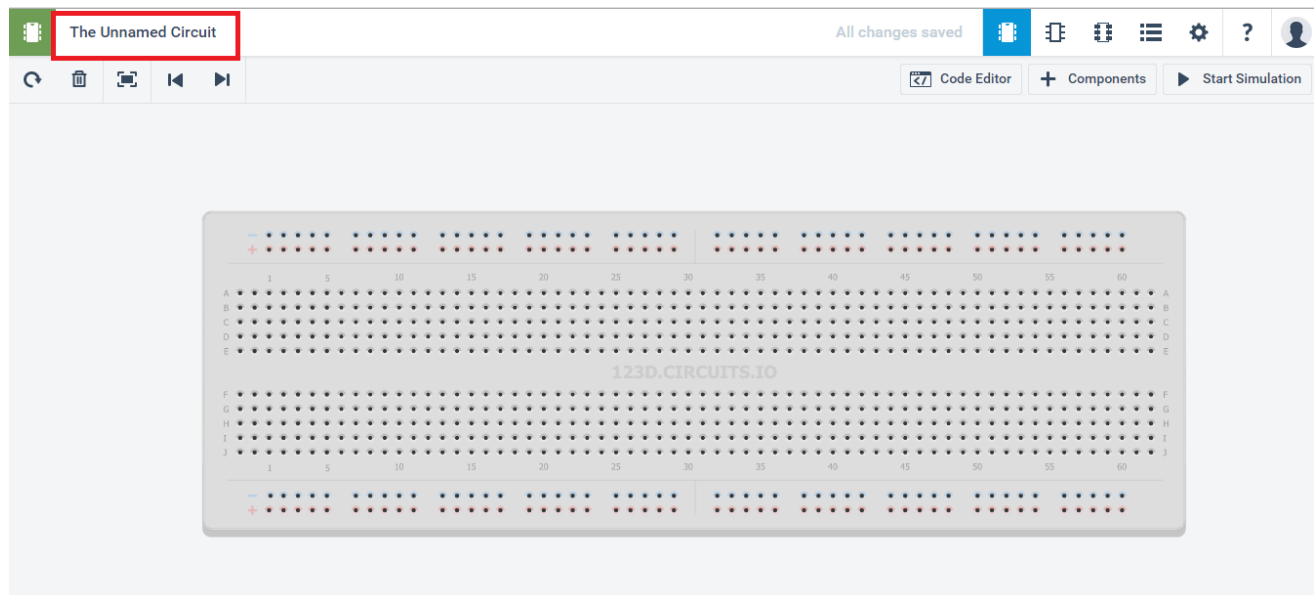 The Unnamed Circuit
All changes saved
?
Code Editor
+ Components
Start Simulation
−
+
1 5 10 15 20 25 30 35 40 45 50 55 60
A A
B B
C C
D D
E E
123D.CIRCUITS.IO
F F
G G
H H
I I
J J
1 5 10 15 20 25 30 35 40 45 50 55 60
−
+